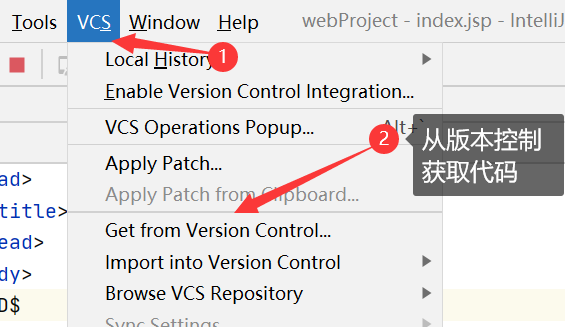 Tools VCS Window Help webProject - index.jsp - IntelliJ
1
Local History
Enable Version Control Integration...
VCS Operations Popup... Alt+`
2
从版本控制
获取代码
Apply Patch...
Apply Patch from Clipboard...
ad>
title>
Get from Version Control...
ead>
Import into Version Control
dy>
Browse VCS Repository
D$
Sync Settings